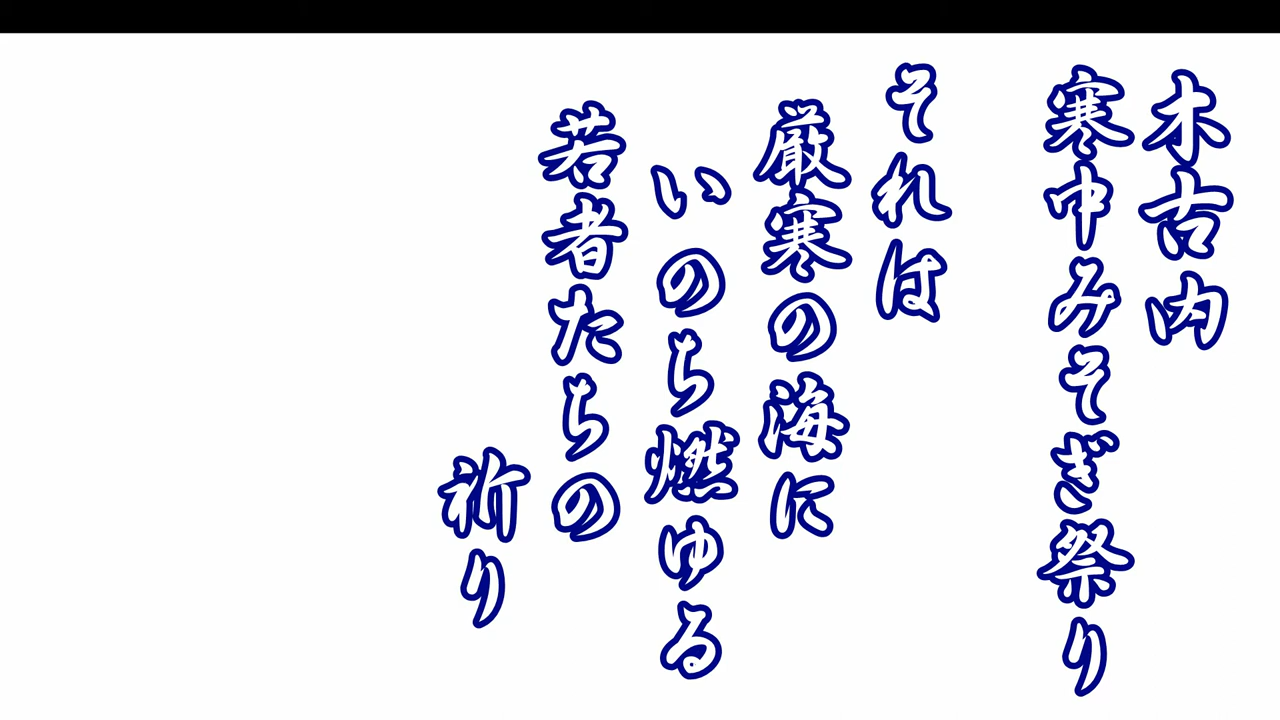 木古内
寒中みそぎ祭り
それは
厳寒の海に
いのち燃ゆる
若者たちの
祈り